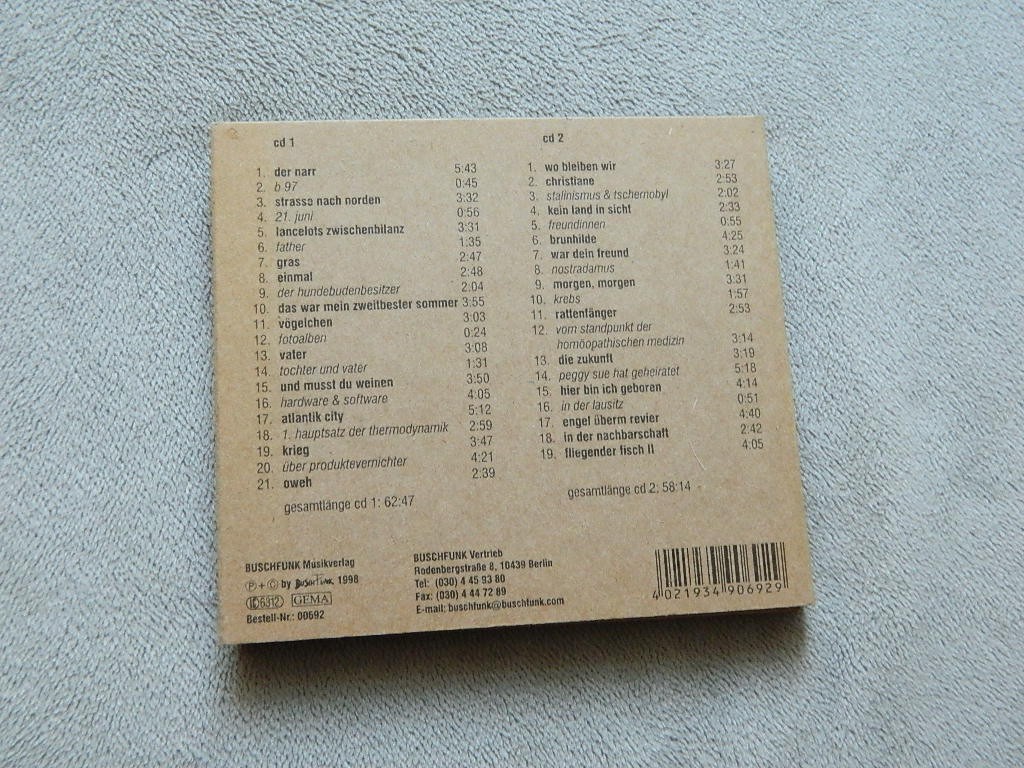 cd 1
1. der narr 5:43
2. b 97 0:45
3. strasse nach norden 3:32
4. 21. juni 0:56
5. lancelots zwischenbilanz 3:31
6. father 1:35
7. gras 2:47
8. einmal 2:48
9. der hundebudenbesitzer 2:04
10. das war mein zweitbester sommer 3:55
11. vögelchen 3:03
12. fotoalben 0:24
13. vater 3:08
14. tochter und vater 1:31
15. und musst du weinen 3:50
16. hardware & software 4:05
17. atlantik city 5:12
18. 1. hauptsatz der thermodynamik 2:59
19. krieg 3:47
20. über produktevernichter 4:21
21. oweh 2:39
gesamtlänge cd 1: 62:47
cd 2
1. wo bleiben wir 3:27
2. christiane 2:53
3. stalinismus & tschernobyl 2:02
4. kein land in sicht 2:33
5. freundinnen 0:55
6. brunhilde 4:25
7. war dein freund 3:24
8. nostradamus 1:41
9. morgen, morgen 3:31
10. krebs 1:57
11. rattenfänger 2:53
12. vom standpunkt der
homöopathischen medizin 3:14
13. die zukunft 3:19
14. peggy sue hat geheiratet 5:18
15. hier bin ich geboren 4:14
16. in der lausitz 0:51
17. engel überm revier 4:40
18. in der nachbarschaft 2:42
19. fliegender fisch II 4:05
gesamtlänge cd 2: 58:14
BUSCHFUNK Musikverlag
Ⓟ + © by BuschFunk 1998
LC 6312 GEMA
Bestell-Nr.: 00692
BUSCHFUNK Vertrieb
Rodenbergstraße 8, 10439 Berlin
Tel: (030) 4 45 93 80
Fax: (030) 4 44 72 89
E-mail: buschfunk@buschfunk.com
4 021934 906929